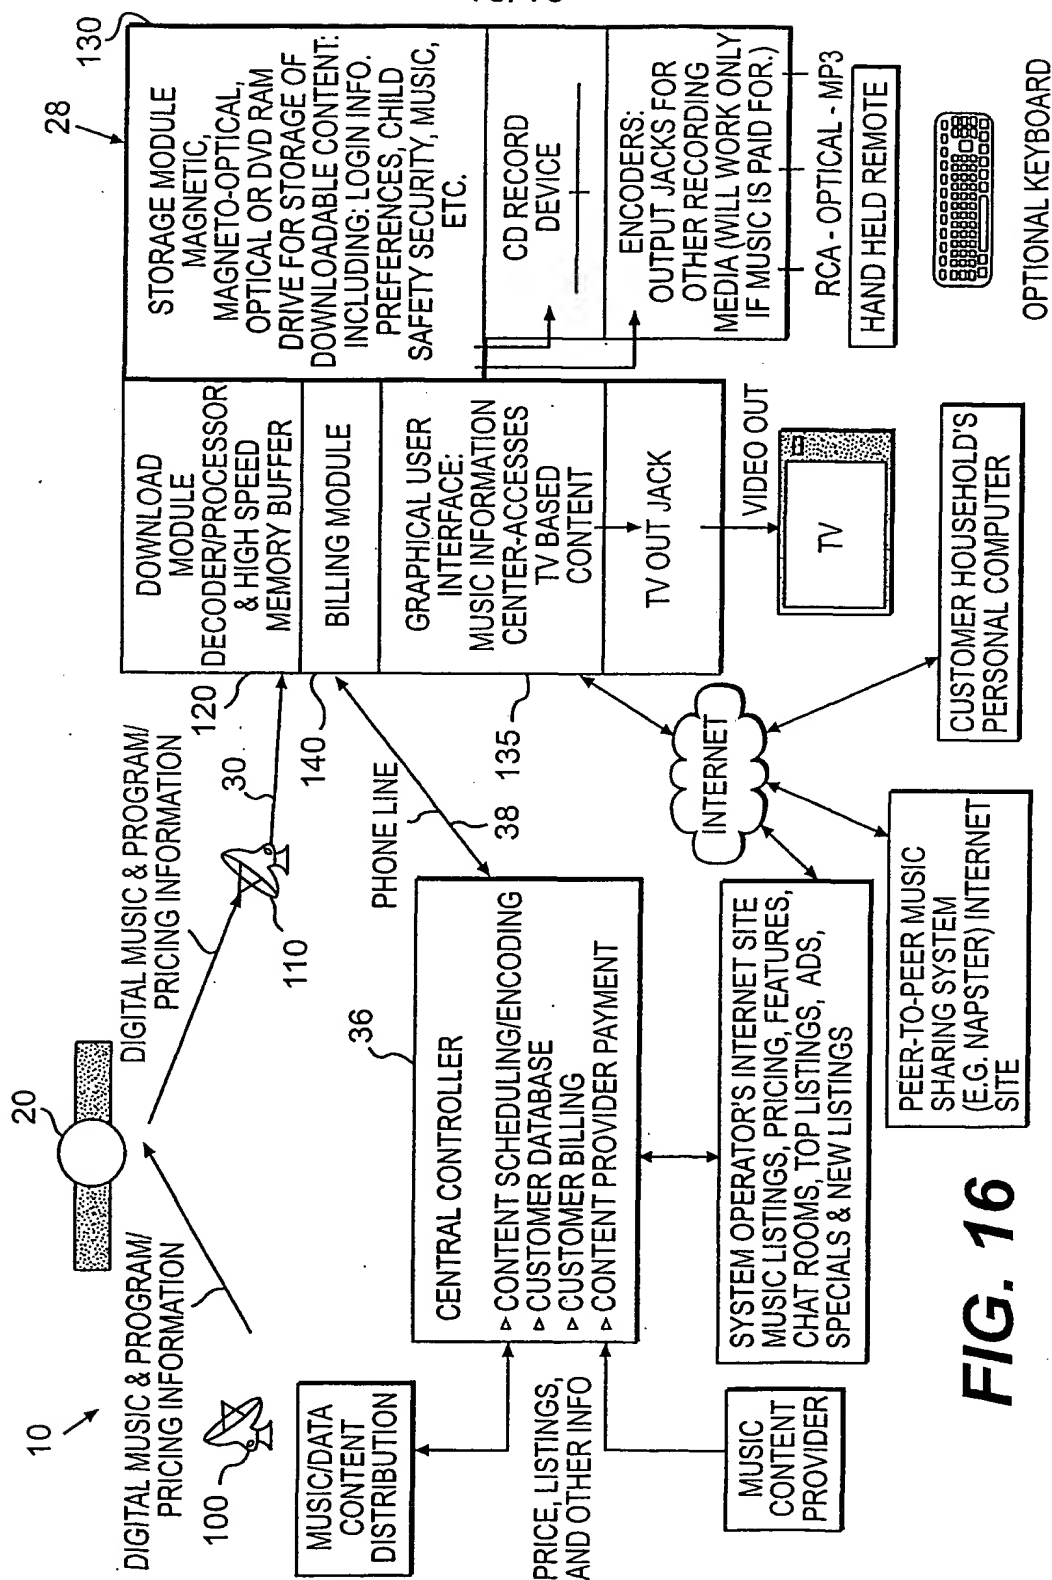 10
DIGITAL MUSIC & PROGRAM/
PRICING INFORMATION
100
20
DIGITAL MUSIC & PROGRAM/
PRICING INFORMATION
110
30
MUSIC/DATA
CONTENT
DISTRIBUTION
PRICE, LISTINGS,
AND OTHER INFO
MUSIC
CONTENT
PROVIDER
36
CENTRAL CONTROLLER
▹ CONTENT SCHEDULING/ENCODING
▹ CUSTOMER DATABASE
▹ CUSTOMER BILLING
▹ CONTENT PROVIDER PAYMENT
PHONE LINE
38
SYSTEM OPERATOR'S INTERNET SITE
MUSIC LISTINGS, PRICING, FEATURES,
CHAT ROOMS, TOP LISTINGS, ADS,
SPECIALS & NEW LISTINGS
INTERNET
PEER-TO-PEER MUSIC
SHARING SYSTEM
(E.G. NAPSTER) INTERNET
SITE
CUSTOMER HOUSEHOLD'S
PERSONAL COMPUTER
120
140
135
DOWNLOAD
MODULE
DECODER/PROCESSOR
& HIGH SPEED
MEMORY BUFFER
BILLING MODULE
GRAPHICAL USER
INTERFACE:
MUSIC INFORMATION
CENTER-ACCESSES
TV BASED
CONTENT
TV OUT JACK
VIDEO OUT
TV
28
130
STORAGE MODULE
MAGNETIC,
MAGNETO-OPTICAL,
OPTICAL OR DVD RAM
DRIVE FOR STORAGE OF
DOWNLOADABLE CONTENT:
INCLUDING: LOGIN INFO.
PREFERENCES, CHILD
SAFETY SECURITY, MUSIC,
ETC.
CD RECORD
DEVICE
ENCODERS:
OUTPUT JACKS FOR
OTHER RECORDING
MEDIA (WILL WORK ONLY
IF MUSIC IS PAID FOR.)
RCA - OPTICAL - MP3
HAND HELD REMOTE
OPTIONAL KEYBOARD
FIG. 16